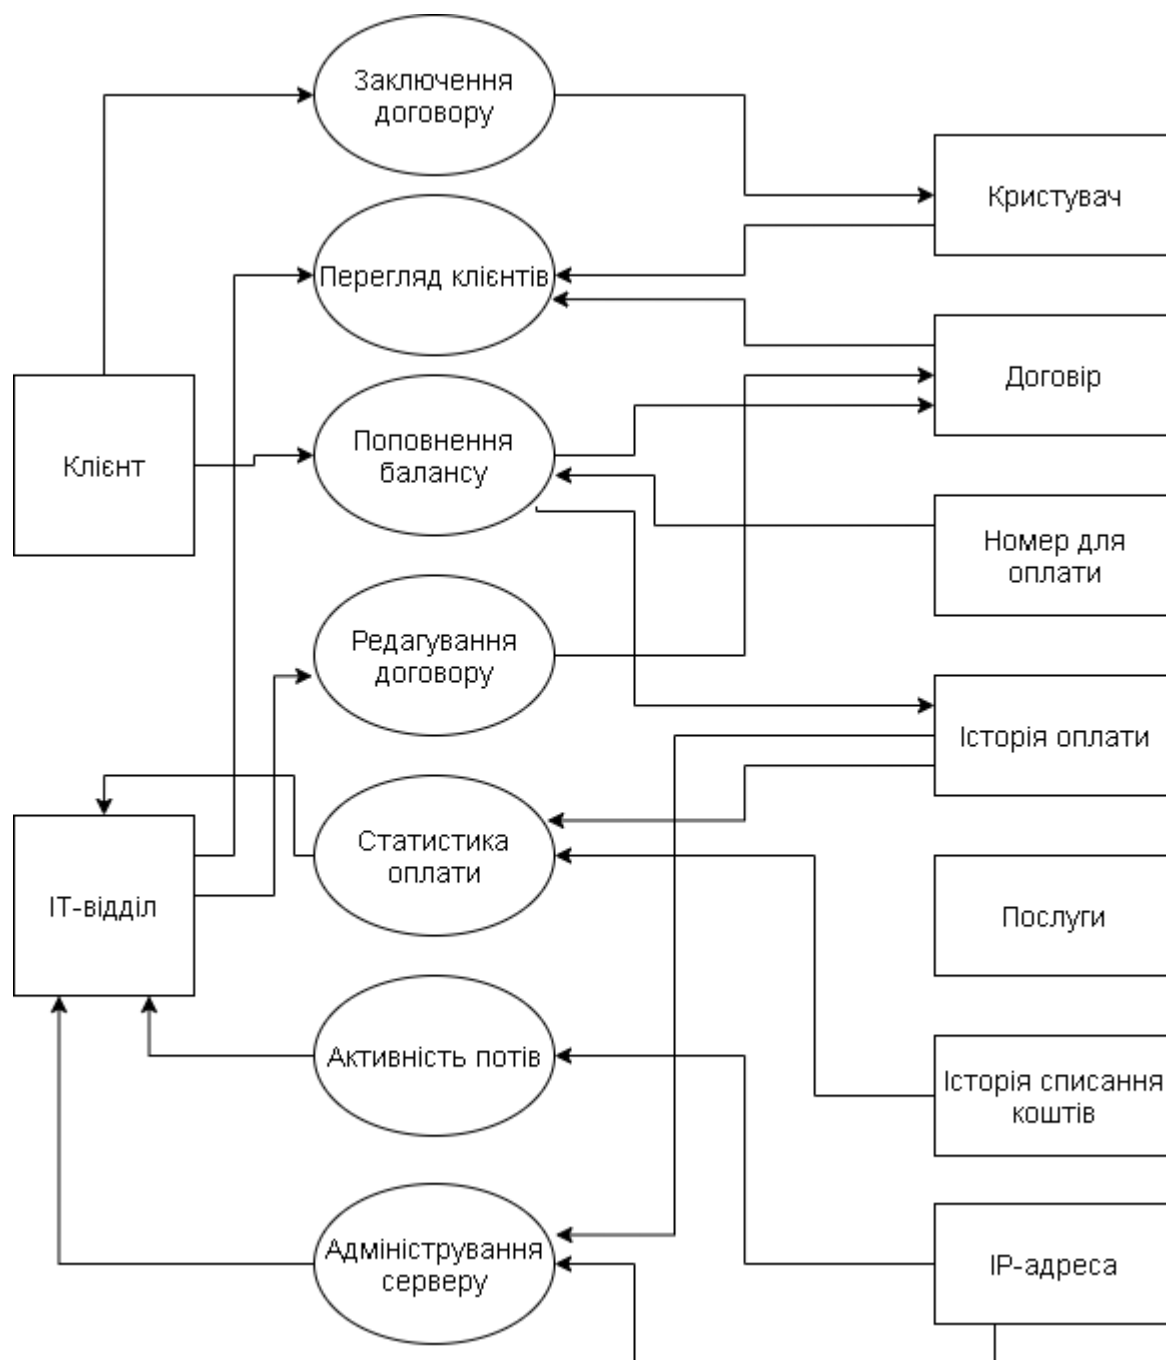 Заключення
договору
Кристувач
Перегляд клієнтів
Договір
Клієнт
Поповнення
балансу
Номер для
оплати
Редагування
договору
Історія оплати
Статистика
оплати
ІТ-відділ
Послуги
Активність потів
Історія списання
коштів
Адміністрування
серверу
IP-адреса